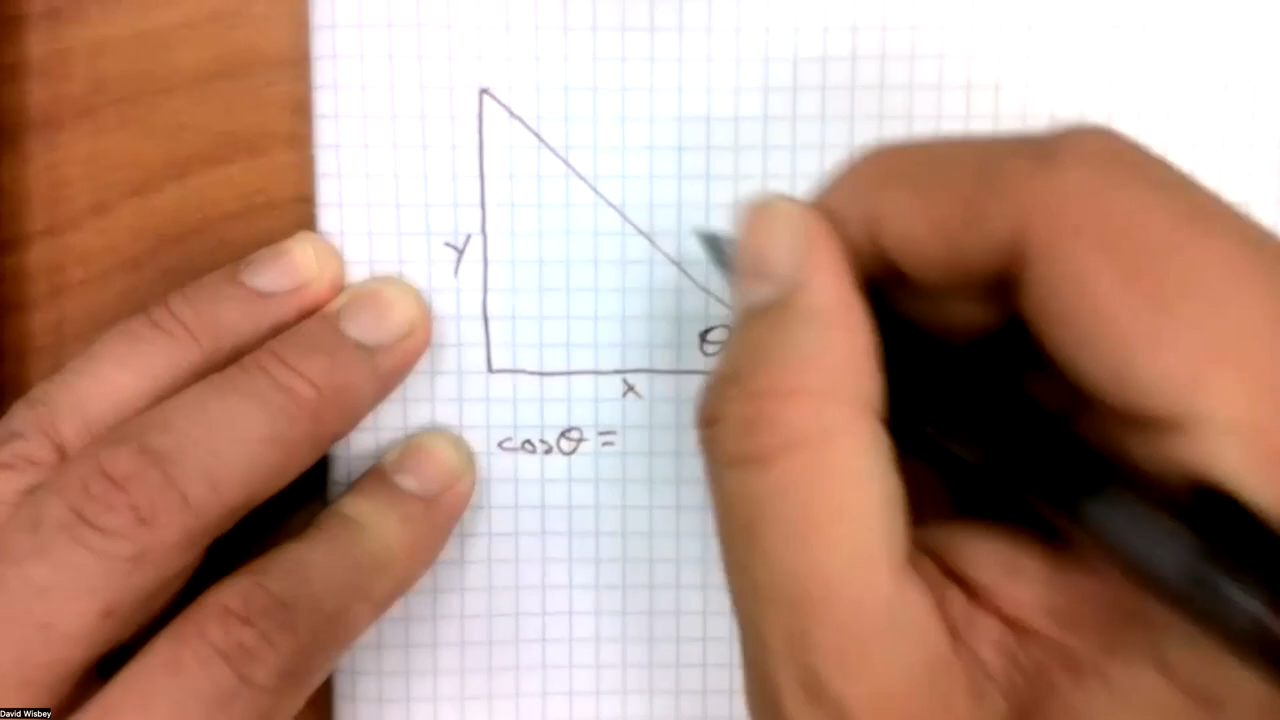 y
θ
x
cosθ =
David Wisbey